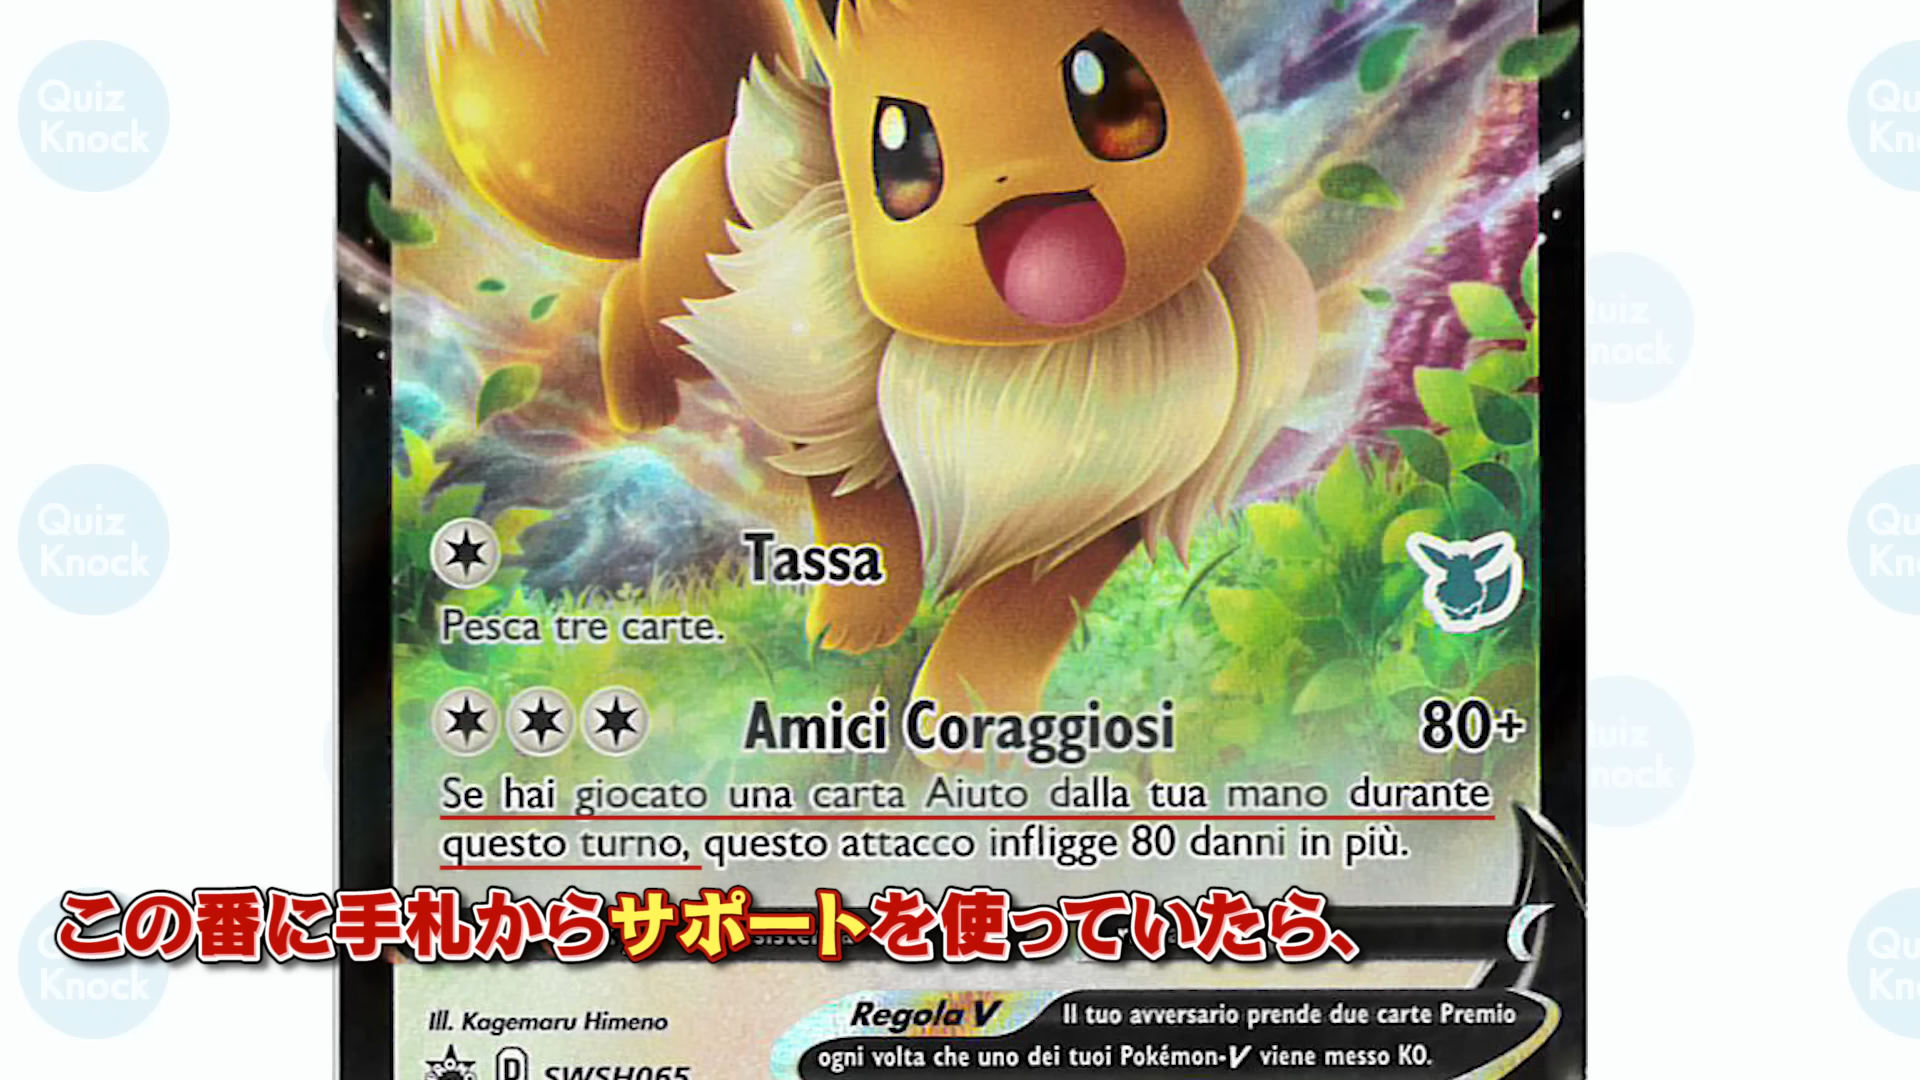 Quiz
Knock
Tassa
Pesca tre carte.
Amici Coraggiosi 80+
Se hai giocato una carta Aiuto dalla tua mano durante
questo turno, questo attacco infligge 80 danni in più.
この番に手札からサポートを使っていたら、
Ill. Kagemaru Himeno
Regola V Il tuo avversario prende due carte Premio
ogni volta che uno dei tuoi Pokémon-V viene messo KO.
D SWSH065